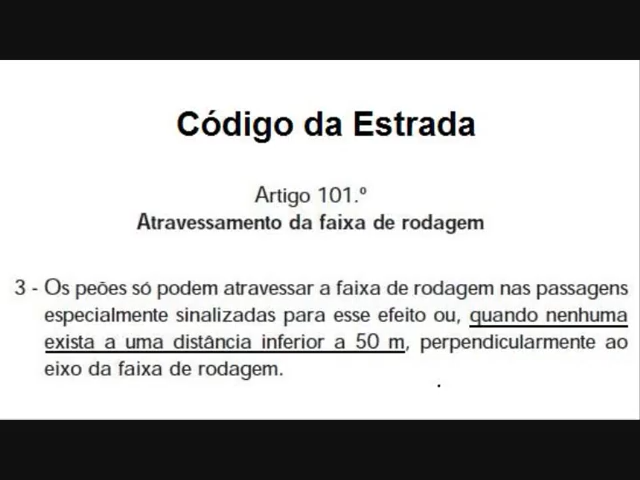 Código da Estrada
Artigo 101.º
Atravessamento da faixa de rodagem
3 - Os peões só podem atravessar a faixa de rodagem nas passagens
especialmente sinalizadas para esse efeito ou, quando nenhuma
exista a uma distância inferior a 50 m, perpendicularmente ao
eixo da faixa de rodagem.